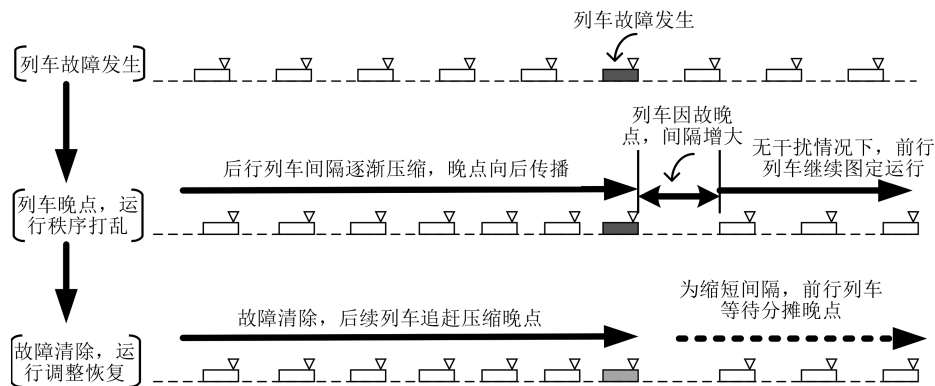 列车故障发生
列车故障发生
列车因故晚
点，间隔增大
后行列车间隔逐渐压缩，晚点向后传播
无干扰情况下，前行
列车继续图定运行
列车晚点，运
行秩序打乱
为缩短间隔，前行列车
等待分摊晚点
故障清除，后续列车追赶压缩晚点
故障清除，运
行调整恢复